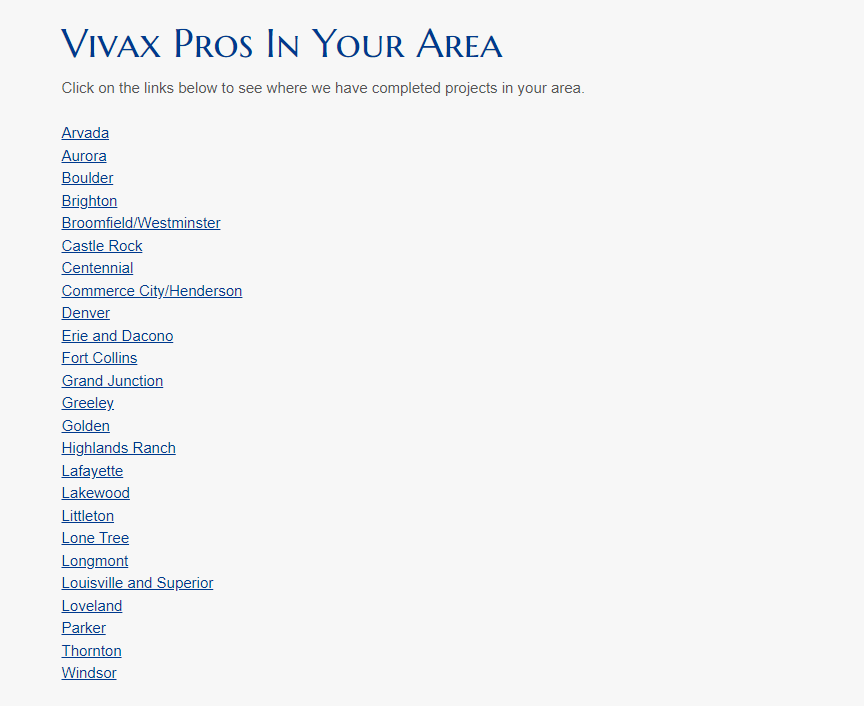 Vivax Pros In Your Area
Click on the links below to see where we have completed projects in your area.
Arvada
Aurora
Boulder
Brighton
Broomfield/Westminster
Castle Rock
Centennial
Commerce City/Henderson
Denver
Erie and Dacono
Fort Collins
Grand Junction
Greeley
Golden
Highlands Ranch
Lafayette
Lakewood
Littleton
Lone Tree
Longmont
Louisville and Superior
Loveland
Parker
Thornton
Windsor